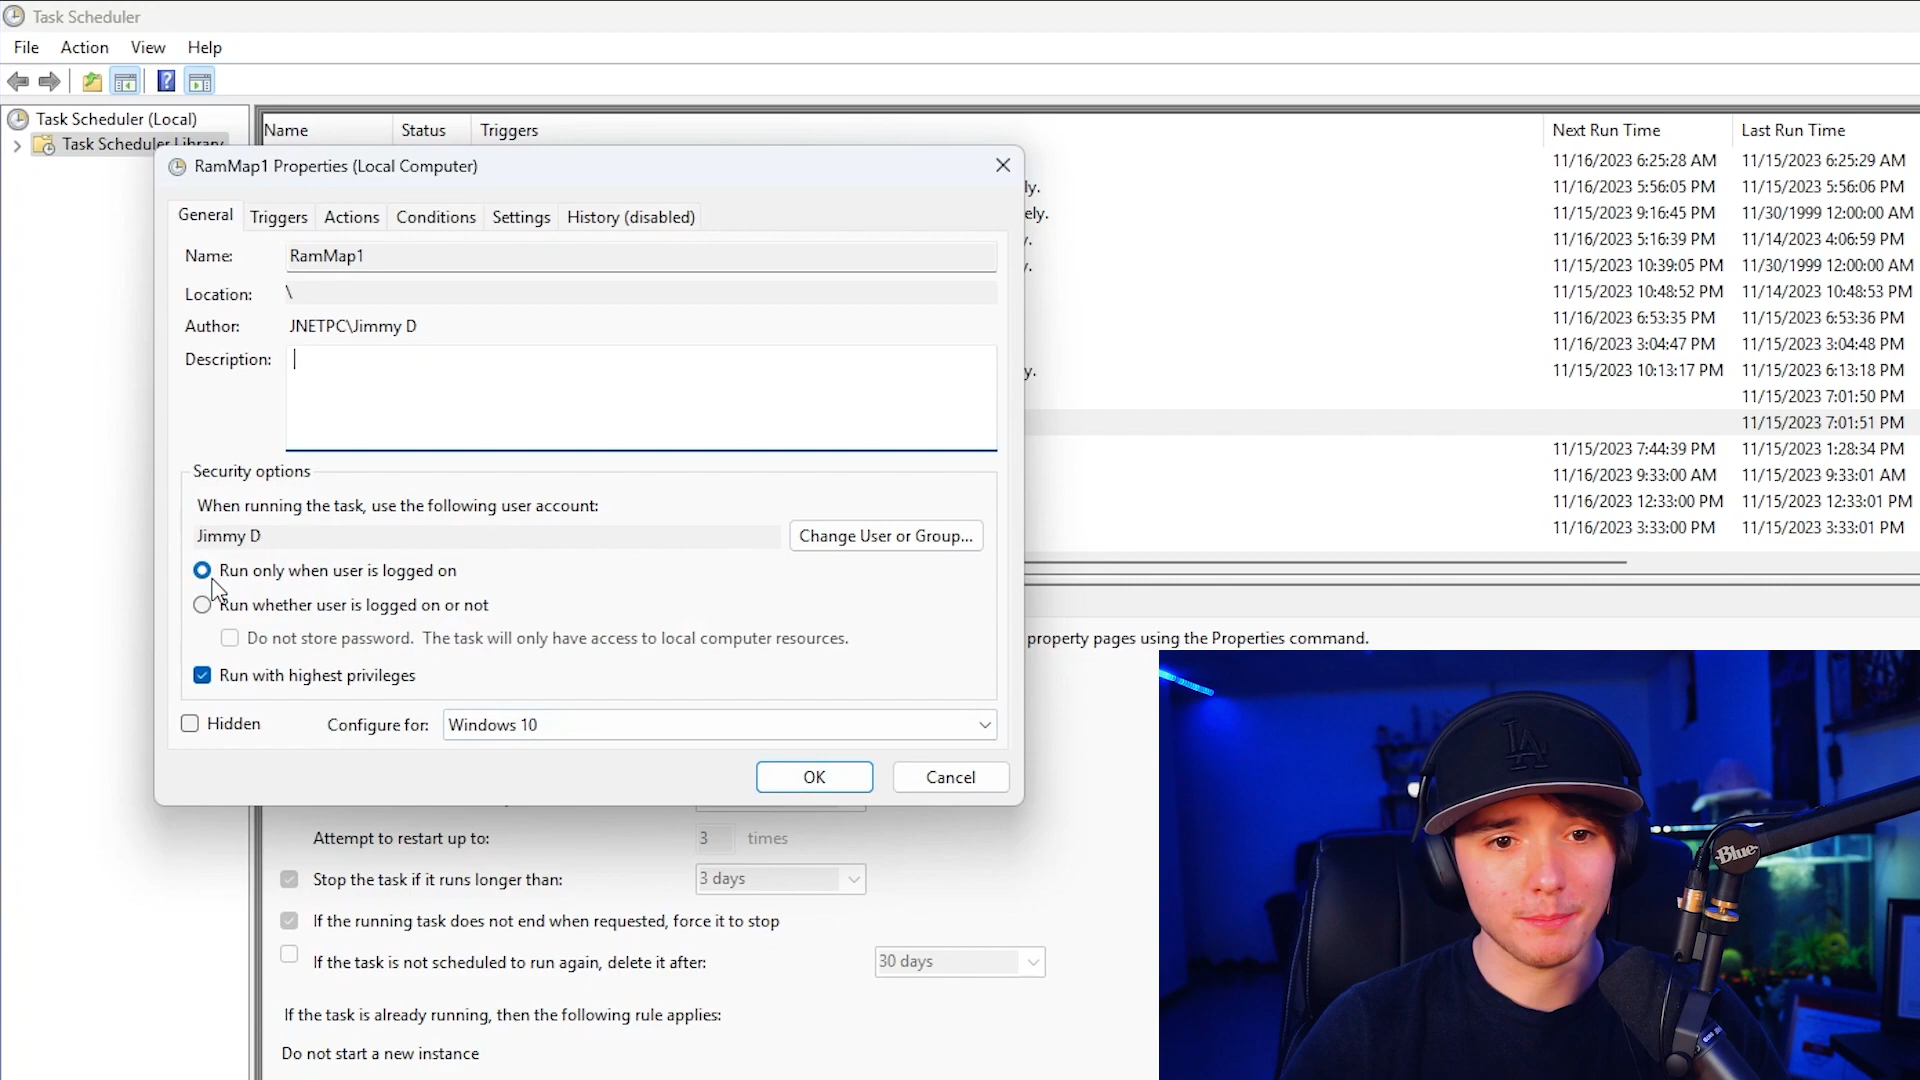 Task Scheduler
File Action View Help
Task Scheduler (Local)
Task Scheduler Library
Name Status Triggers Next Run Time Last Run Time
11/16/2023 6:25:28 AM 11/15/2023 6:25:29 AM
ly. 11/16/2023 5:56:05 PM 11/15/2023 5:56:06 PM
ely. 11/15/2023 9:16:45 PM 11/30/1999 12:00:00 AM
y. 11/16/2023 5:16:39 PM 11/14/2023 4:06:59 PM
y. 11/15/2023 10:39:05 PM 11/30/1999 12:00:00 AM
11/15/2023 10:48:52 PM 11/14/2023 10:48:53 PM
11/16/2023 6:53:35 PM 11/15/2023 6:53:36 PM
11/16/2023 3:04:47 PM 11/15/2023 3:04:48 PM
y. 11/15/2023 10:13:17 PM 11/15/2023 6:13:18 PM
11/15/2023 7:01:50 PM
11/15/2023 7:01:51 PM
11/15/2023 7:44:39 PM 11/15/2023 1:28:34 PM
11/16/2023 9:33:00 AM 11/15/2023 9:33:01 AM
11/16/2023 12:33:00 PM 11/15/2023 12:33:01 PM
11/16/2023 3:33:00 PM 11/15/2023 3:33:01 PM
RamMap1 Properties (Local Computer)
General Triggers Actions Conditions Settings History (disabled)
Name: RamMap1
Location: \
Author: JNETPC\Jimmy D
Description:
Security options
When running the task, use the following user account:
Jimmy D Change User or Group...
Run only when user is logged on
Run whether user is logged on or not
Do not store password. The task will only have access to local computer resources.
Run with highest privileges
Hidden Configure for: Windows 10
OK Cancel
property pages using the Properties command.
Attempt to restart up to: 3 times
Stop the task if it runs longer than: 3 days
If the running task does not end when requested, force it to stop
If the task is not scheduled to run again, delete it after: 30 days
If the task is already running, then the following rule applies:
Do not start a new instance
LA
Blue